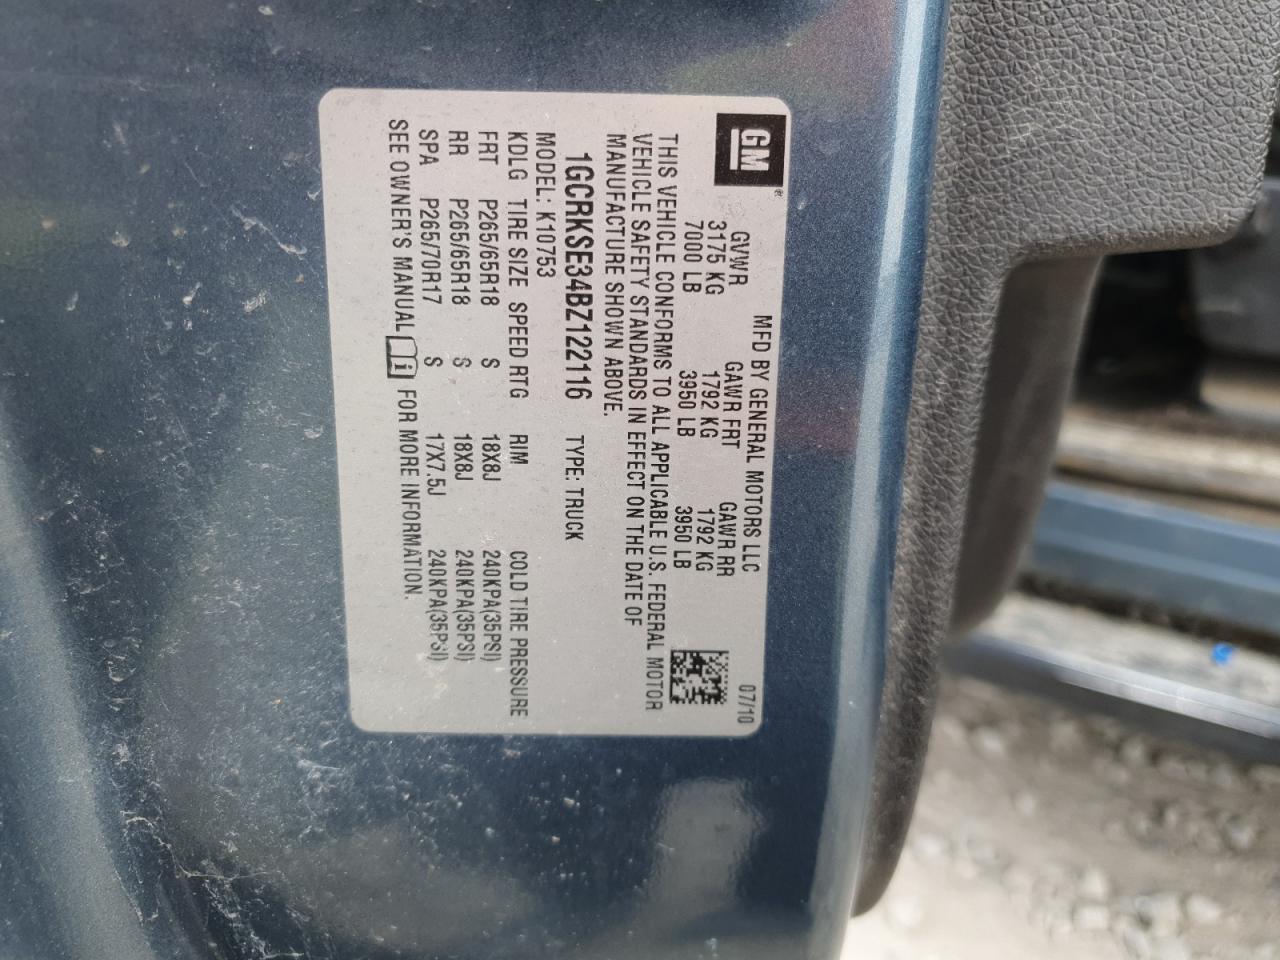 GM
MFD BY GENERAL MOTORS LLC 07/10
GVWR GAWR FRT GAWR RR
3175 KG 1792 KG 1792 KG
7000 LB 3950 LB 3950 LB
THIS VEHICLE CONFORMS TO ALL APPLICABLE U.S. FEDERAL MOTOR
VEHICLE SAFETY STANDARDS IN EFFECT ON THE DATE OF
MANUFACTURE SHOWN ABOVE.
1GCRKSE34BZ122116 TYPE: TRUCK
MODEL: K10753
KDLG TIRE SIZE SPEED RTG RIM COLD TIRE PRESSURE
FRT P265/65R18 S 18X8J 240KPA(35PSI)
RR P265/65R18 S 18X8J 240KPA(35PSI)
SPA P265/70R17 S 17X7.5J 240KPA(35PSI)
SEE OWNER'S MANUAL i FOR MORE INFORMATION.